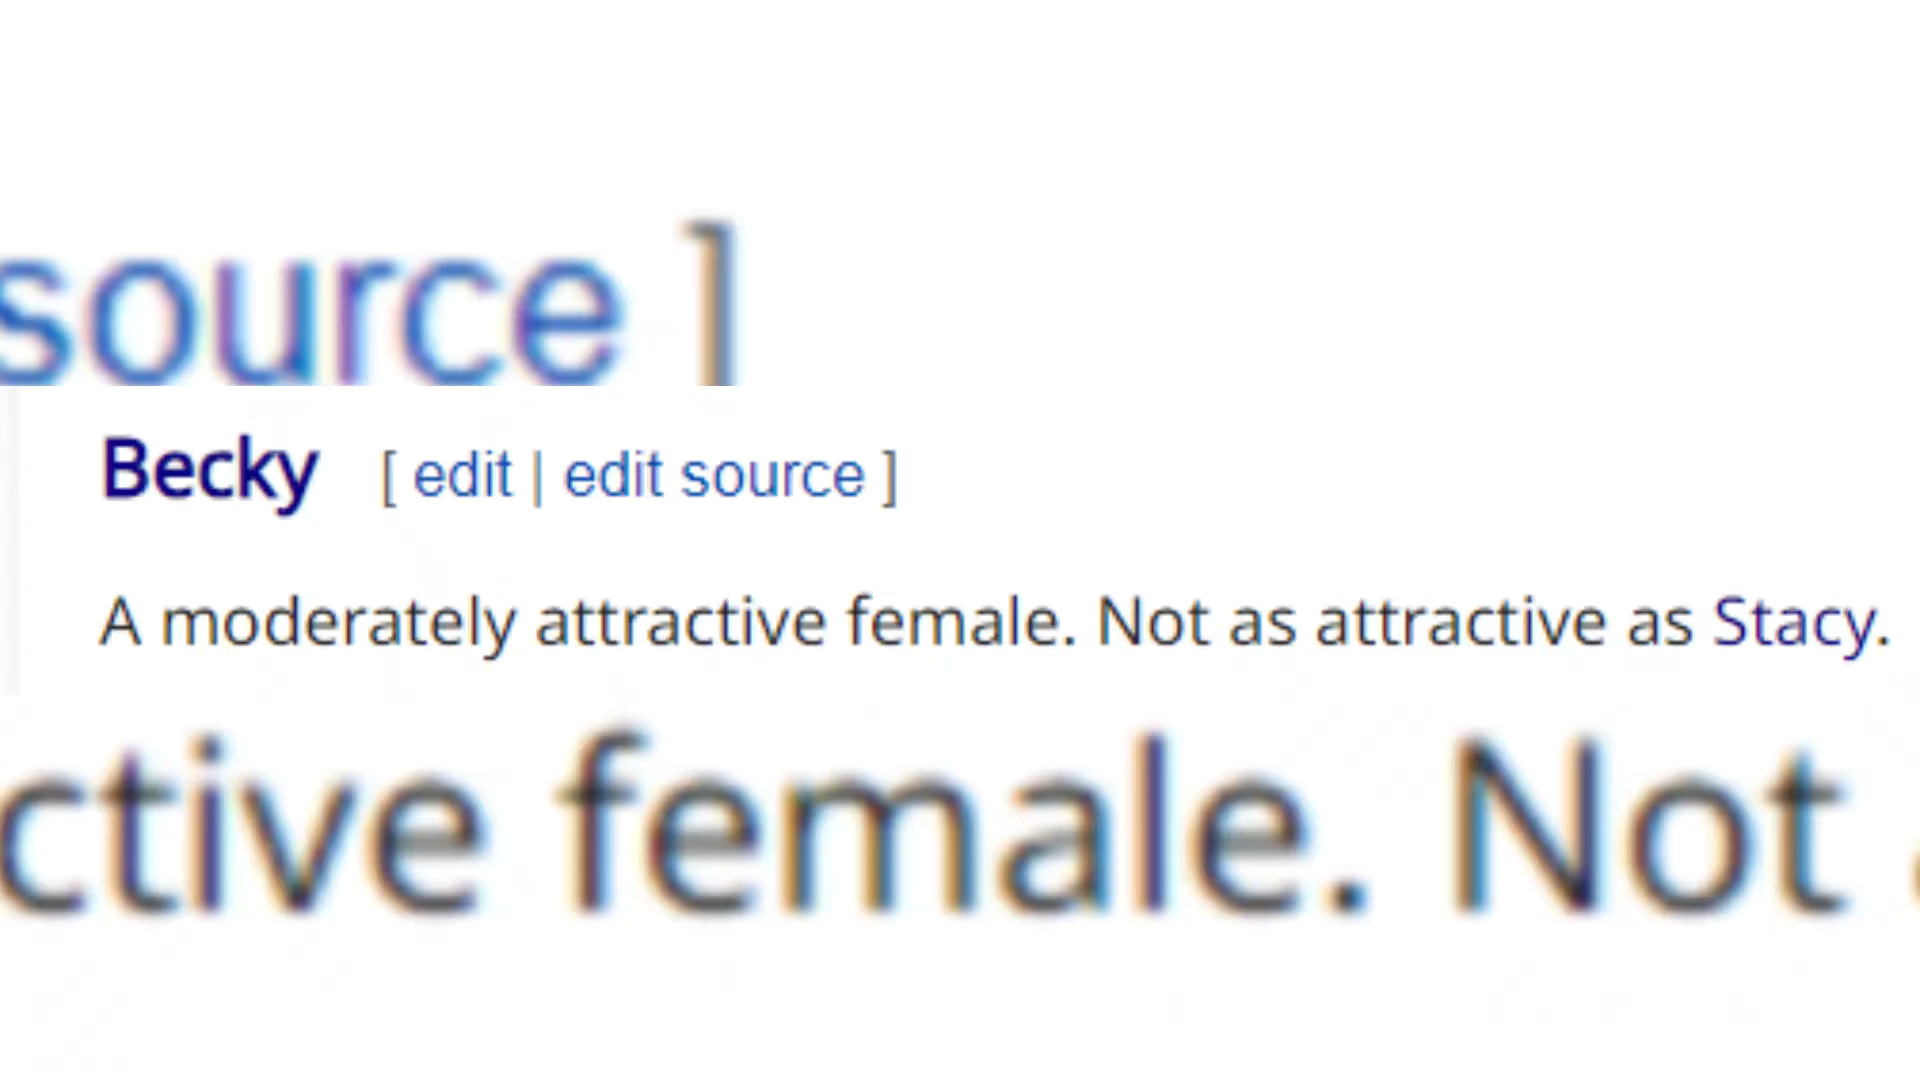 source ]
Becky [ edit | edit source ]
A moderately attractive female. Not as attractive as Stacy.
ctive female. Not